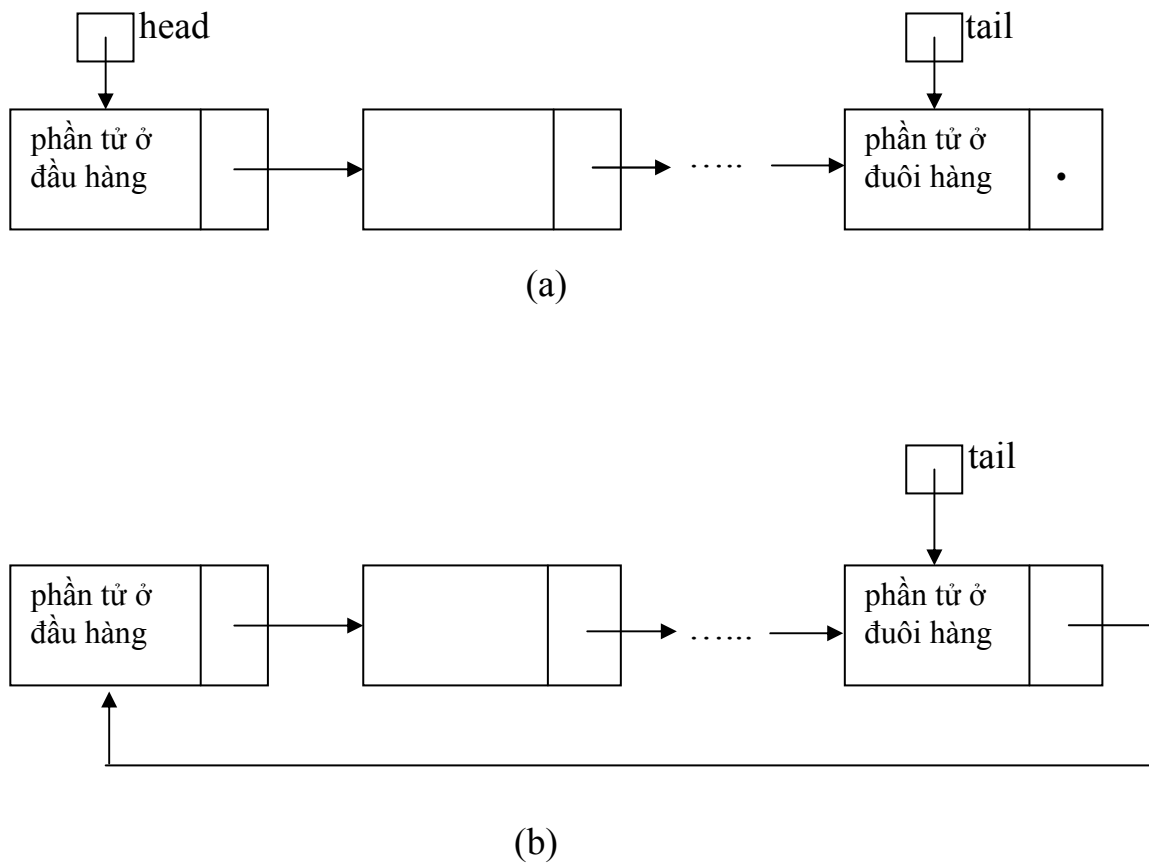 head
tail
phần tử ở
đầu hàng
…..
phần tử ở
đuôi hàng
(a)
tail
phần tử ở
đầu hàng
…...
phần tử ở
đuôi hàng
(b)